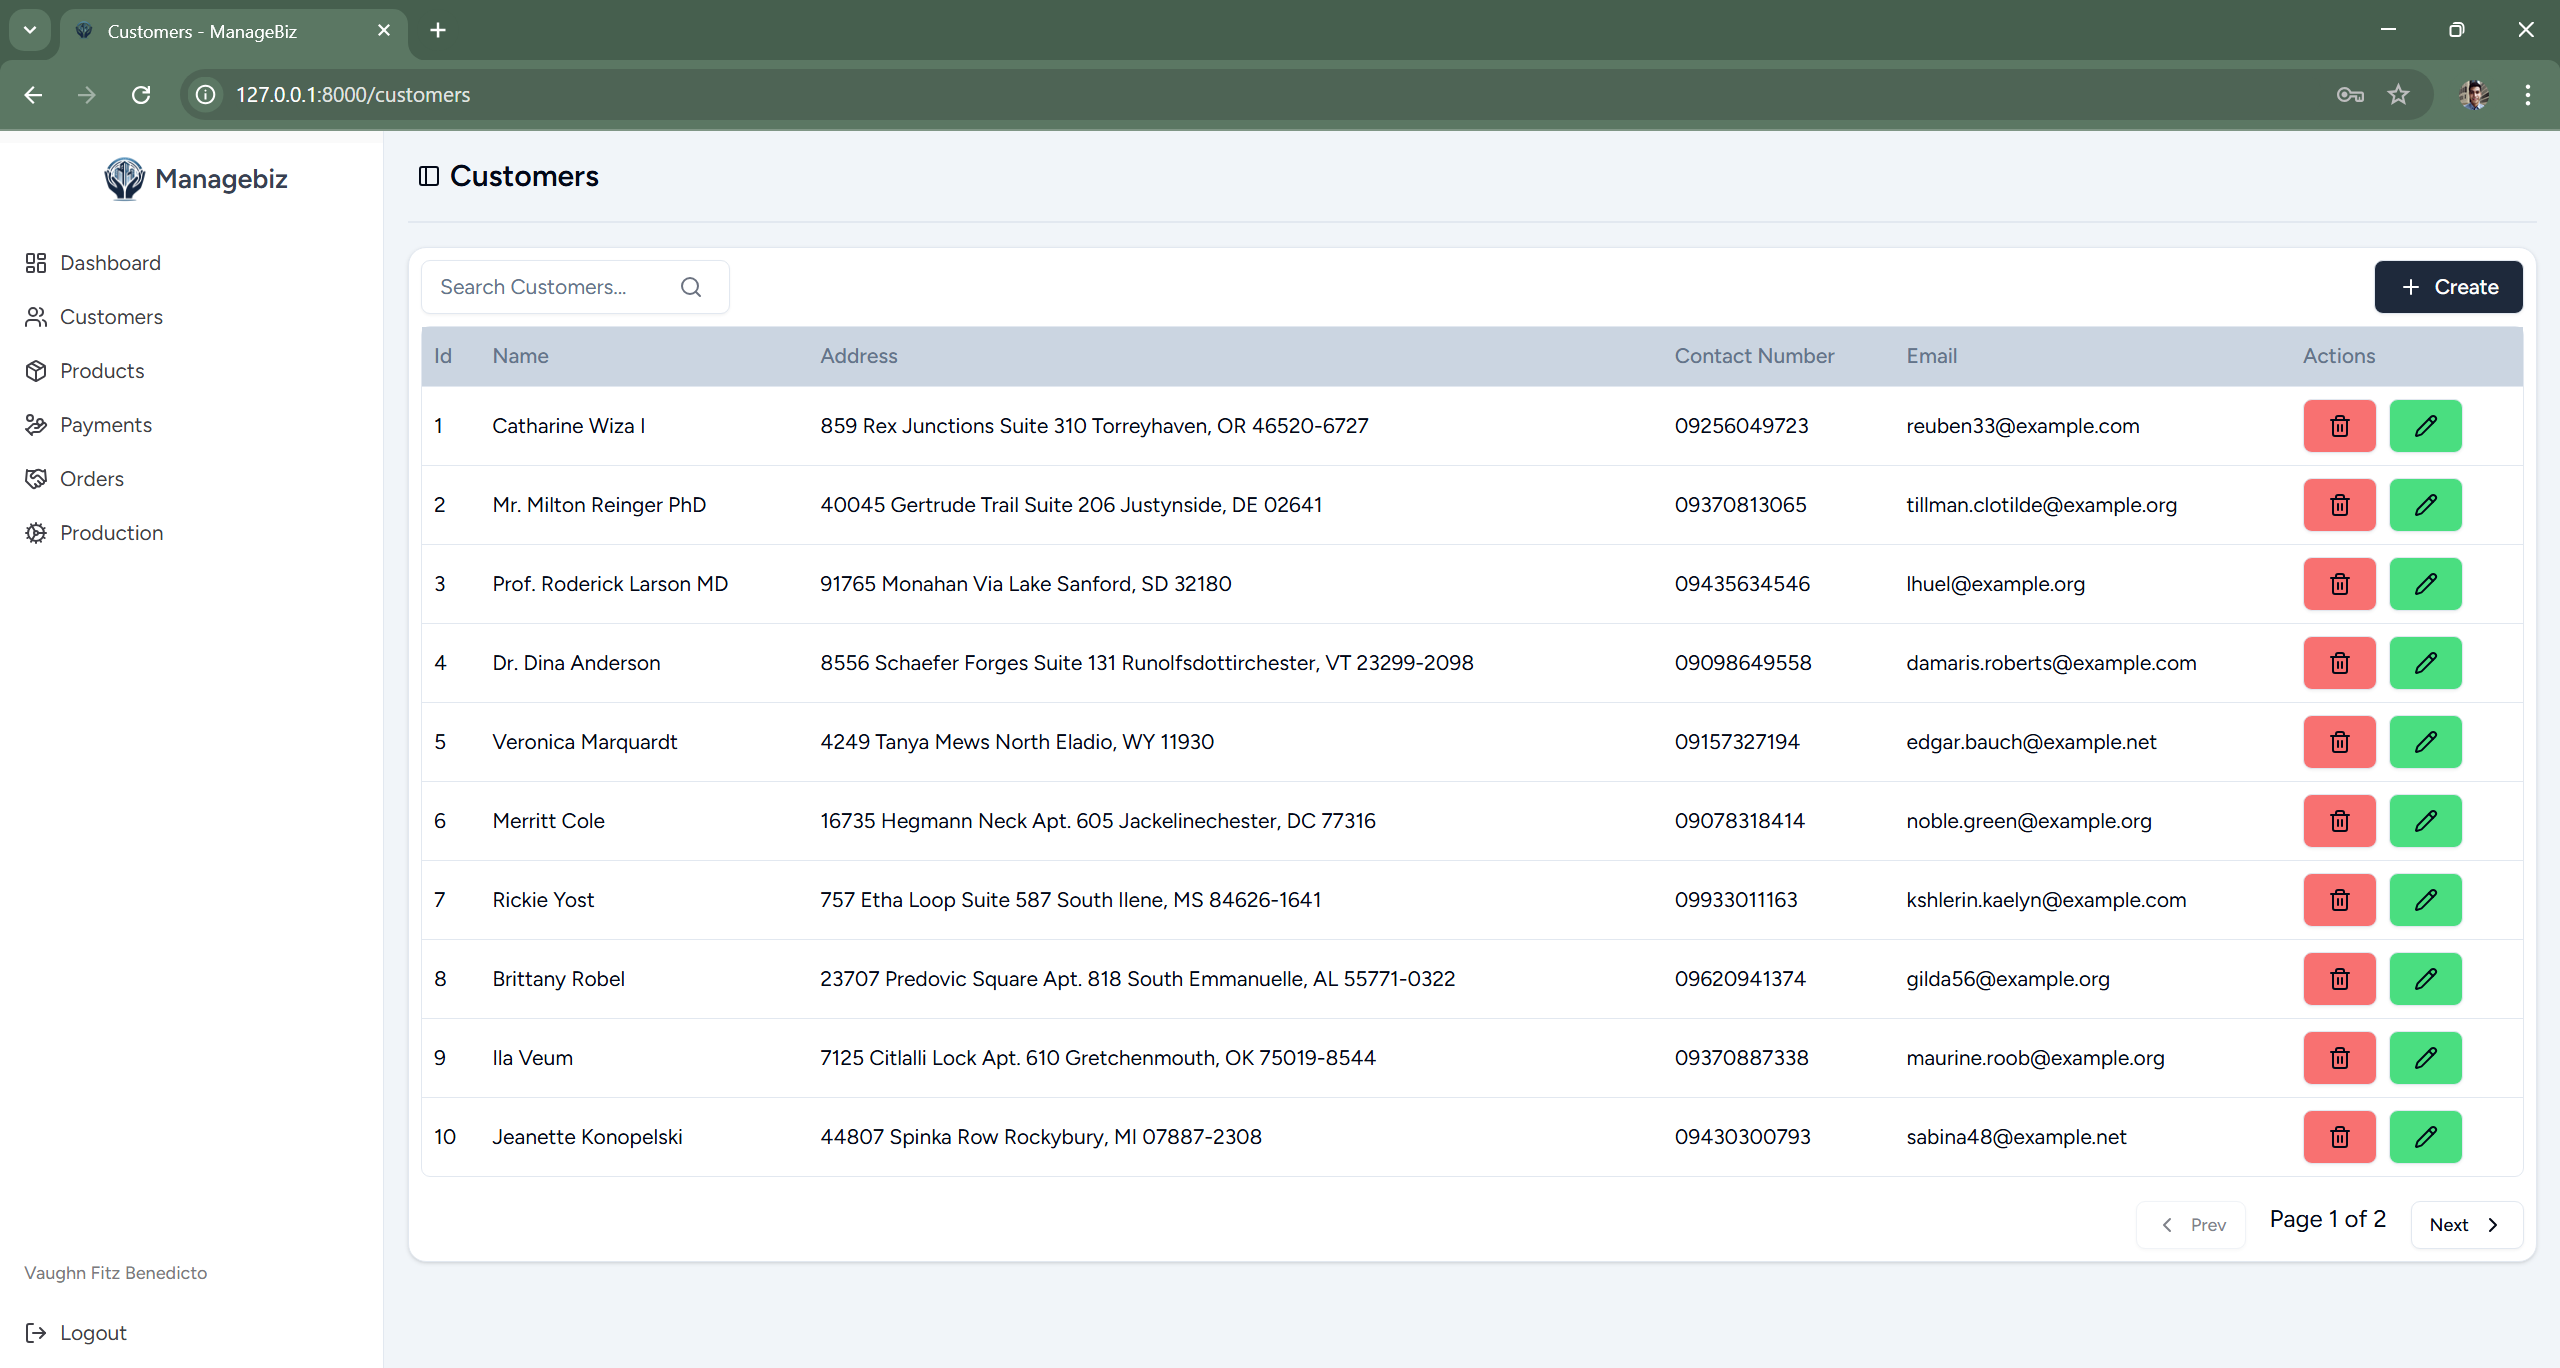 Customers - ManageBiz
127.0.0.1:8000/customers
Managebiz
Dashboard
Customers
Products
Payments
Orders
Production
Vaughn Fitz Benedicto
Logout
Customers
Search Customers...
Create
Id Name Address Contact Number Email Actions
1 Catharine Wiza I 859 Rex Junctions Suite 310 Torreyhaven, OR 46520-6727 09256049723 reuben33@example.com
2 Mr. Milton Reinger PhD 40045 Gertrude Trail Suite 206 Justynside, DE 02641 09370813065 tillman.clotilde@example.org
3 Prof. Roderick Larson MD 91765 Monahan Via Lake Sanford, SD 32180 09435634546 lhuel@example.org
4 Dr. Dina Anderson 8556 Schaefer Forges Suite 131 Runolfsdottirchester, VT 23299-2098 09098649558 damaris.roberts@example.com
5 Veronica Marquardt 4249 Tanya Mews North Eladio, WY 11930 09157327194 edgar.bauch@example.net
6 Merritt Cole 16735 Hegmann Neck Apt. 605 Jackelinechester, DC 77316 09078318414 noble.green@example.org
7 Rickie Yost 757 Etha Loop Suite 587 South Ilene, MS 84626-1641 09933011163 kshlerin.kaelyn@example.com
8 Brittany Robel 23707 Predovic Square Apt. 818 South Emmanuelle, AL 55771-0322 09620941374 gilda56@example.org
9 Ila Veum 7125 Citlalli Lock Apt. 610 Gretchenmouth, OK 75019-8544 09370887338 maurine.roob@example.org
10 Jeanette Konopelski 44807 Spinka Row Rockybury, MI 07887-2308 09430300793 sabina48@example.net
Prev Page 1 of 2 Next